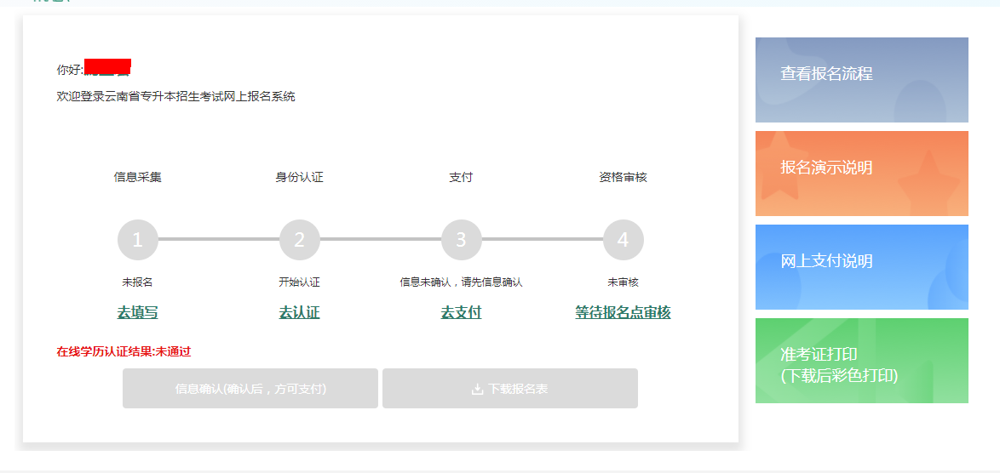 你好:
欢迎登录云南省专升本招生考试网上报名系统
信息采集 身份认证 支付 资格审核
1 2 3 4
未报名 开始认证 信息未确认，请先信息确认 未审核
去填写 去认证 去支付 等待报名点审核
在线学历认证结果:未通过
信息确认(确认后，方可支付) 下载报名表
查看报名流程
报名演示说明
网上支付说明
准考证打印
(下载后彩色打印)